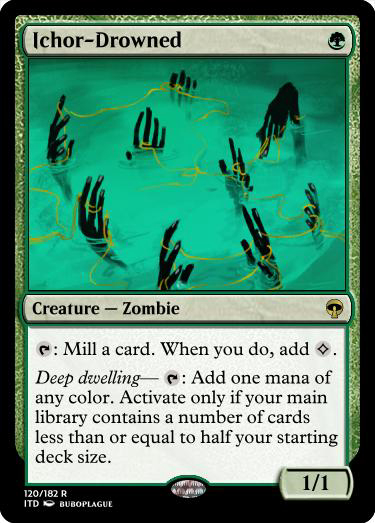 Ichor-Drowned
Creature — Zombie
: Mill a card. When you do, add .
Deep dwelling— : Add one mana of
any color. Activate only if your main
library contains a number of cards
less than or equal to half your starting
deck size.
1/1
120/182 R
ITD BUBOPLAGUE